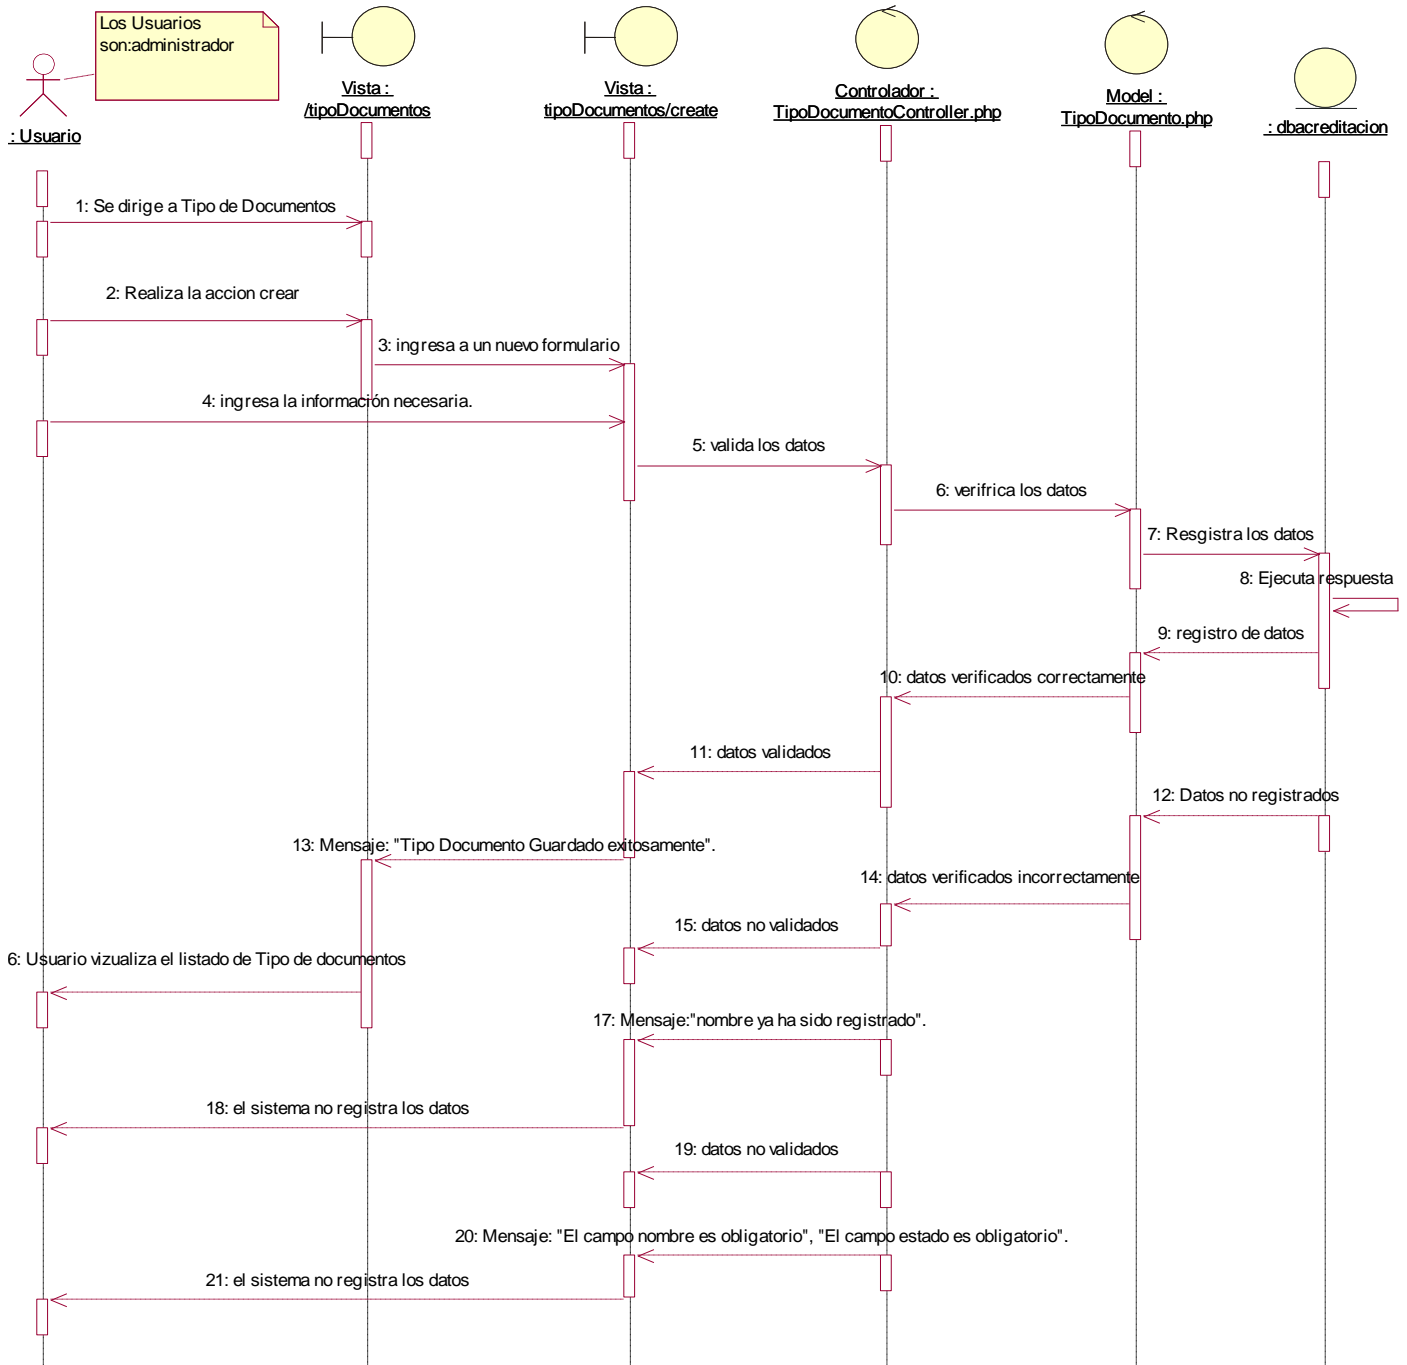 Los Usuarios
son:administrador
: Usuario
Vista :
/tipoDocumentos
Vista :
tipoDocumentos/create
Controlador :
TipoDocumentoController.php
Model :
TipoDocumento.php
: dbacreditacion
1: Se dirige a Tipo de Documentos
2: Realiza la accion crear
3: ingresa a un nuevo formulario
4: ingresa la información necesaria.
5: valida los datos
6: verifrica los datos
7: Resgistra los datos
8: Ejecuta respuesta
9: registro de datos
10: datos verificados correctamente
11: datos validados
12: Datos no registrados
13: Mensaje: "Tipo Documento Guardado exitosamente".
14: datos verificados incorrectamente
15: datos no validados
6: Usuario vizualiza el listado de Tipo de documentos
17: Mensaje:"nombre ya ha sido registrado".
18: el sistema no registra los datos
19: datos no validados
20: Mensaje: "El campo nombre es obligatorio", "El campo estado es obligatorio".
21: el sistema no registra los datos